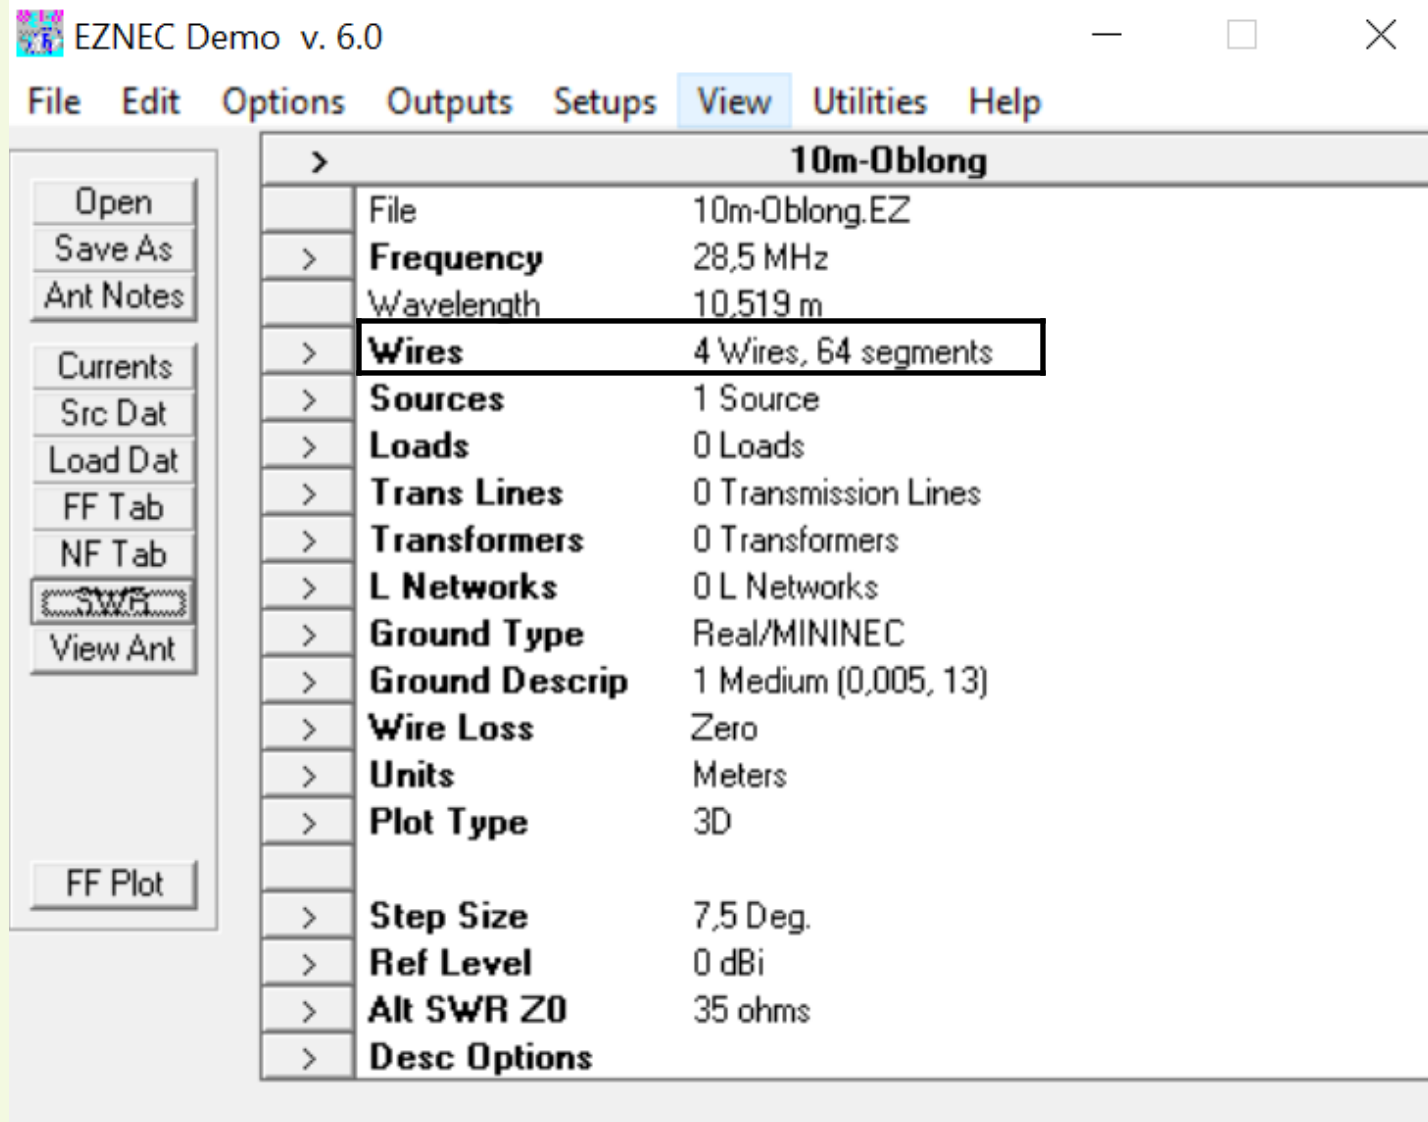 EZNEC Demo v. 6.0
File Edit Options Outputs Setups View Utilities Help
> 10m-Oblong
Open
Save As
Ant Notes
Currents
Src Dat
Load Dat
FF Tab
NF Tab
SWR
View Ant
FF Plot
File 10m-Oblong.EZ
> Frequency 28,5 MHz
Wavelength 10,519 m
> Wires 4 Wires, 64 segments
> Sources 1 Source
> Loads 0 Loads
> Trans Lines 0 Transmission Lines
> Transformers 0 Transformers
> L Networks 0 L Networks
> Ground Type Real/MININEC
> Ground Descrip 1 Medium (0,005, 13)
> Wire Loss Zero
> Units Meters
> Plot Type 3D
> Step Size 7,5 Deg.
> Ref Level 0 dBi
> Alt SWR Z0 35 ohms
> Desc Options